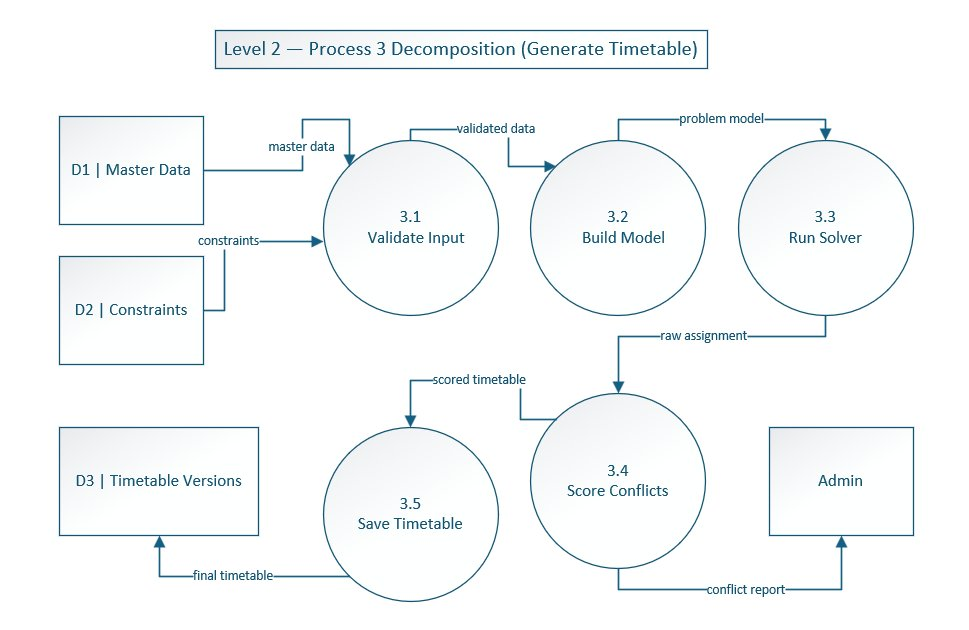 Level 2 — Process 3 Decomposition (Generate Timetable)
D1 | Master Data
master data
validated data
problem model
3.1
Validate Input
3.2
Build Model
3.3
Run Solver
constraints
D2 | Constraints
raw assignment
scored timetable
D3 | Timetable Versions
3.5
Save Timetable
3.4
Score Conflicts
Admin
final timetable
conflict report